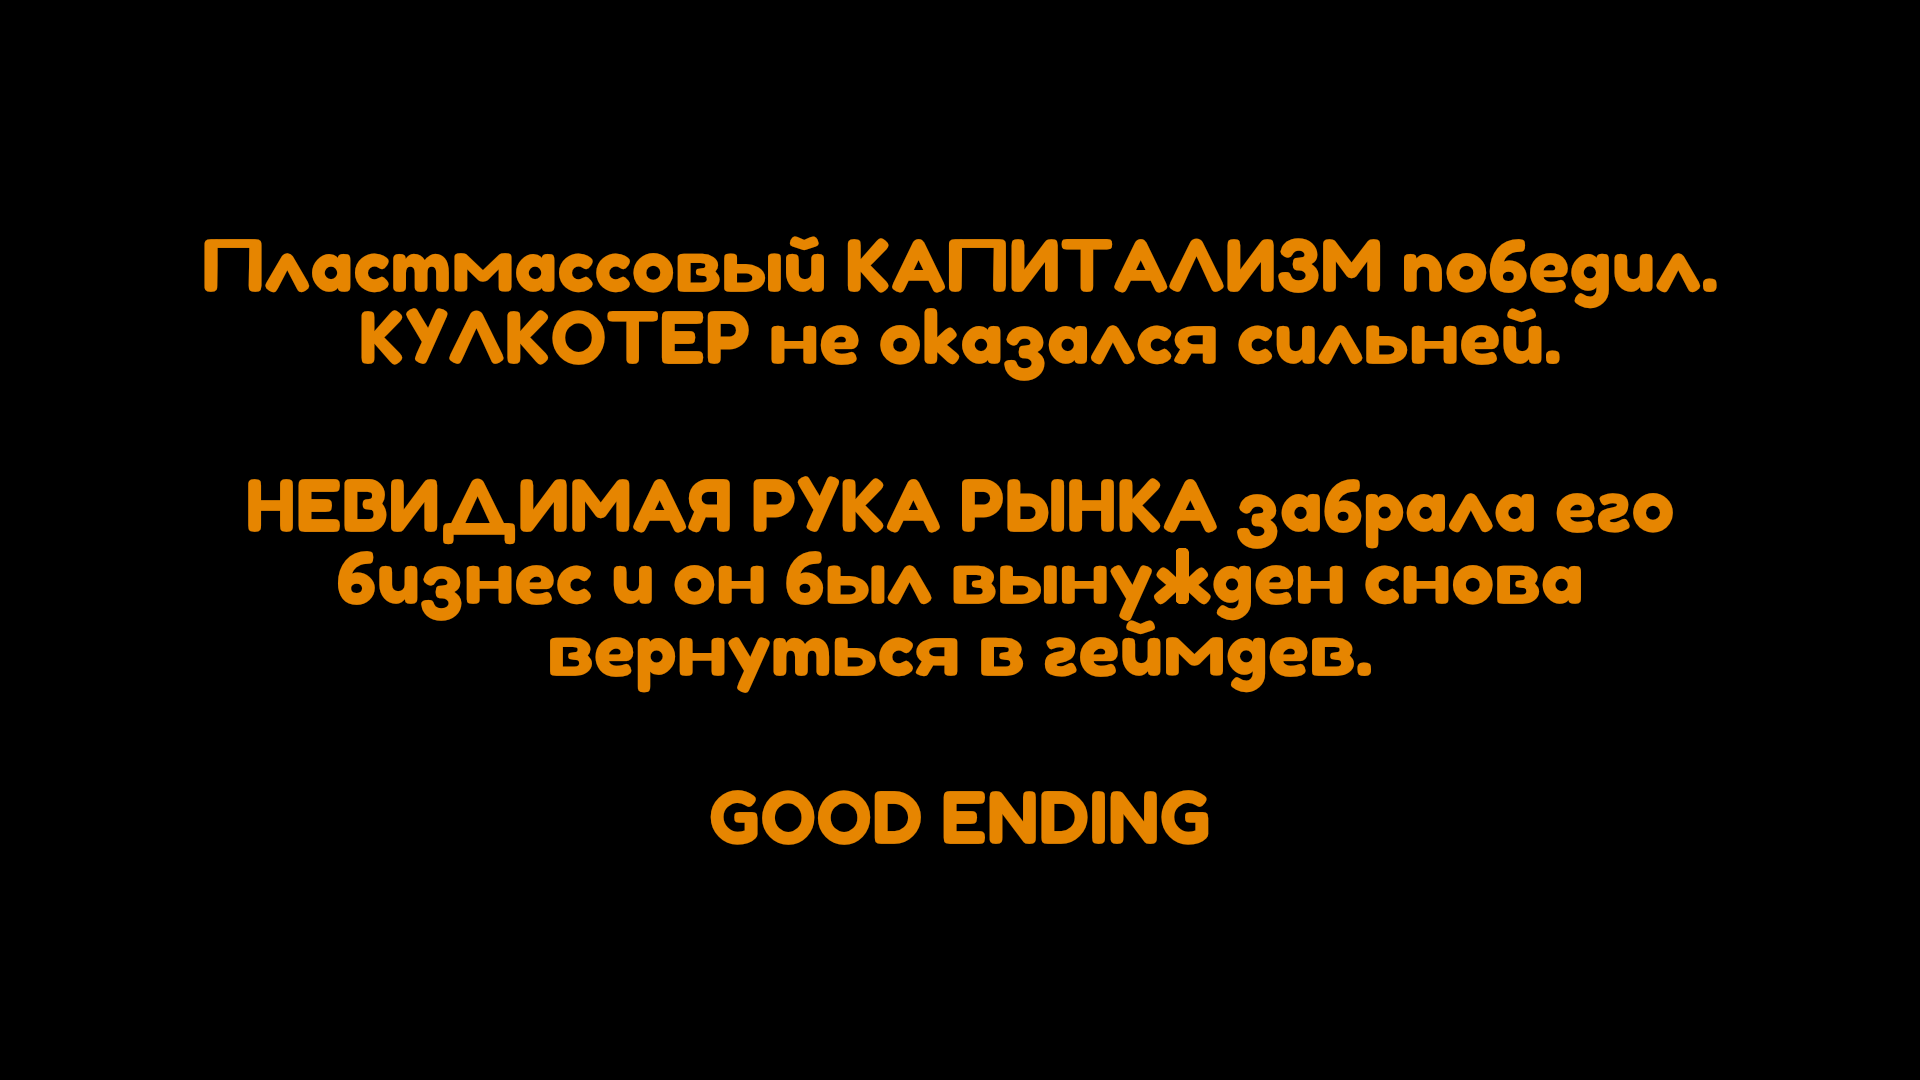 Пластмассовый КАПИТАЛИЗМ победил.
КУЛКОТЕР не оказался сильней.
НЕВИДИМАЯ РУКА РЫНКА забрала его
бизнес и он был вынужден снова
вернуться в геймдев.
GOOD ENDING